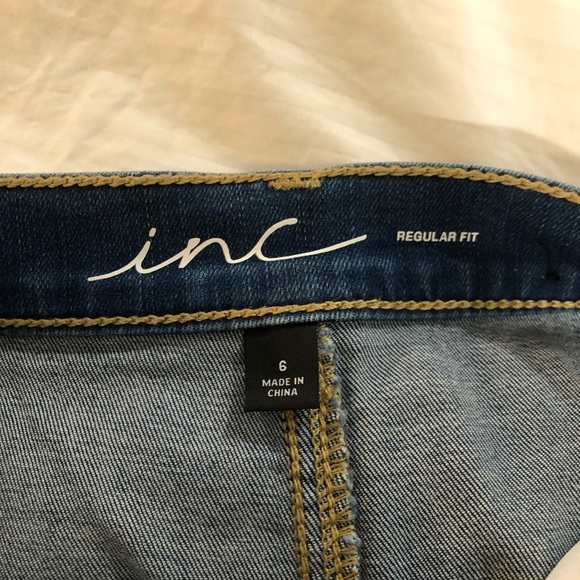 inc REGULAR FIT
6
MADE IN
CHINA